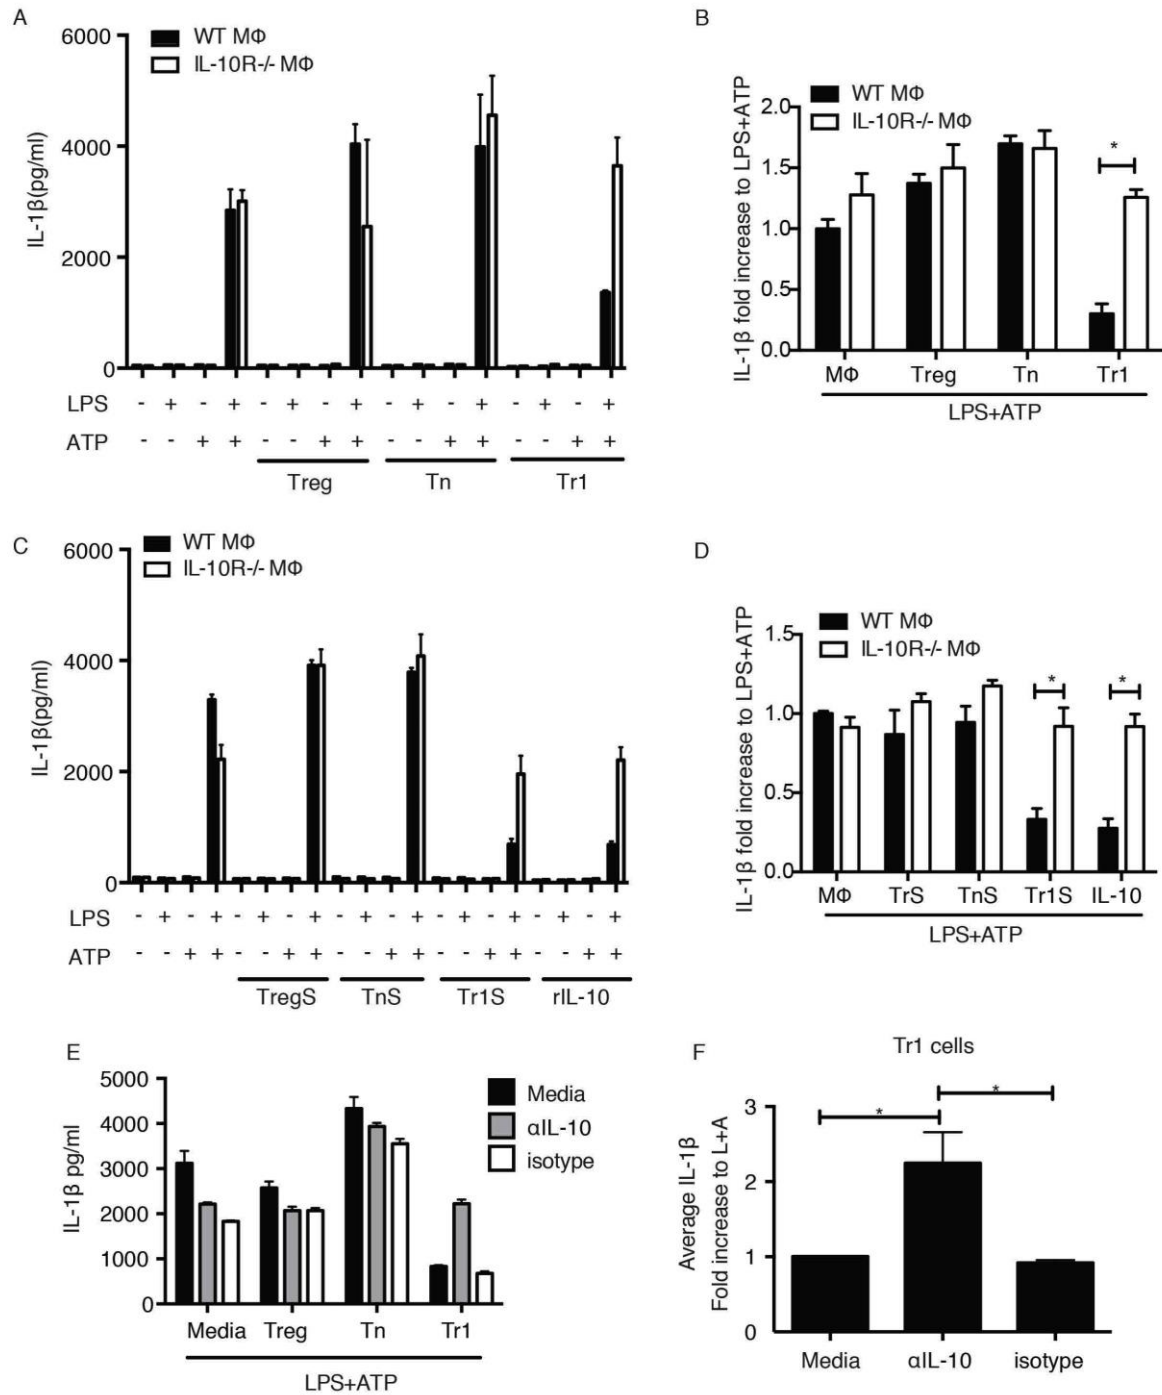 A
6000
WT MΦ
IL-10R-/- MΦ
4000
IL-1β(pg/ml)
2000
0
LPS - + - + - + - + - + - + - + - +
ATP - - + + - - + + - - + + - - + +
Treg Tn Tr1
B
WT MΦ
IL-10R-/- MΦ
2.0
1.5
1.0
0.5
0.0
IL-1β fold increase to LPS+ATP
*
MΦ Treg Tn Tr1
LPS+ATP
C
WT MΦ
IL-10R-/- MΦ
6000
4000
IL-1β(pg/ml)
2000
0
LPS - + - + - + - + - + - + - + - + - + - +
ATP - - + + - - + + - - + + - - + + - - + +
TregS TnS Tr1S rIL-10
D
WT MΦ
IL-10R-/- MΦ
1.5
1.0
0.5
0.0
IL-1β fold increase to LPS+ATP
* *
MΦ TrS TnS Tr1S IL-10
LPS+ATP
E
5000
4000
3000
2000
1000
0
IL-1β pg/ml
Media
αIL-10
isotype
Media Treg Tn Tr1
LPS+ATP
F
Tr1 cells
* *
3
2
1
0
Average IL-1β
Fold increase to L+A
Media αIL-10 isotype